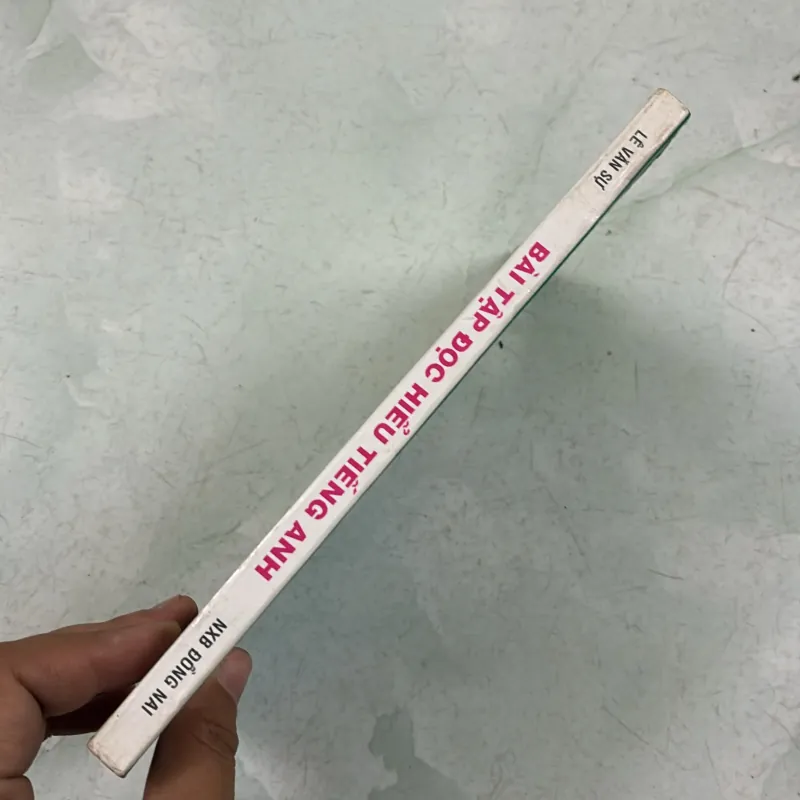 LÊ VĂN SỰ
BÀI TẬP ĐỌC HIỂU TIẾNG ANH
NXB ĐỒNG NAI